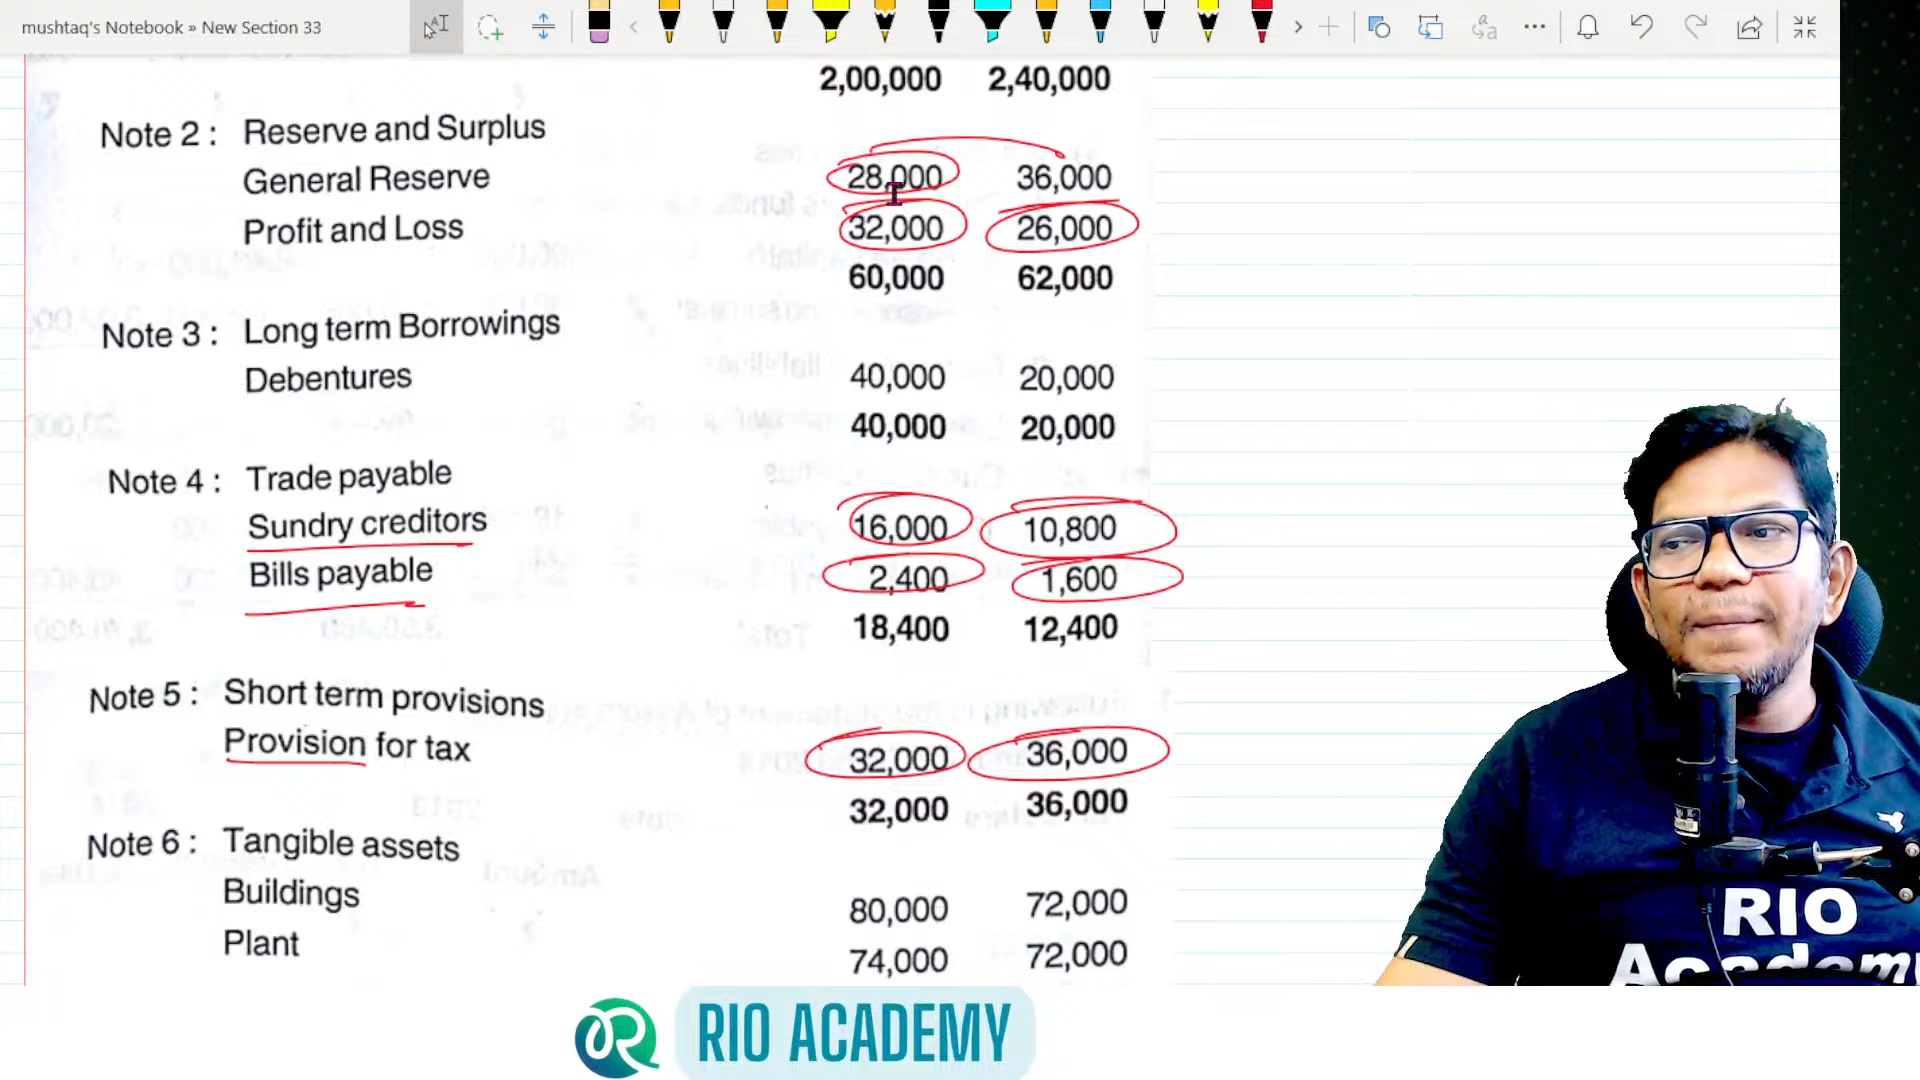 mushtaq's Notebook » New Section 33
2,00,000 2,40,000
Note 2 : Reserve and Surplus
General Reserve 28,000 36,000
Profit and Loss 32,000 26,000
60,000 62,000
Note 3 : Long term Borrowings
Debentures 40,000 20,000
40,000 20,000
Note 4 : Trade payable
Sundry creditors 16,000 10,800
Bills payable 2,400 1,600
18,400 12,400
Note 5 : Short term provisions
Provision for tax 32,000 36,000
32,000 36,000
Note 6 : Tangible assets
Buildings 80,000 72,000
Plant 74,000 72,000
RIO
Academy
RIO ACADEMY